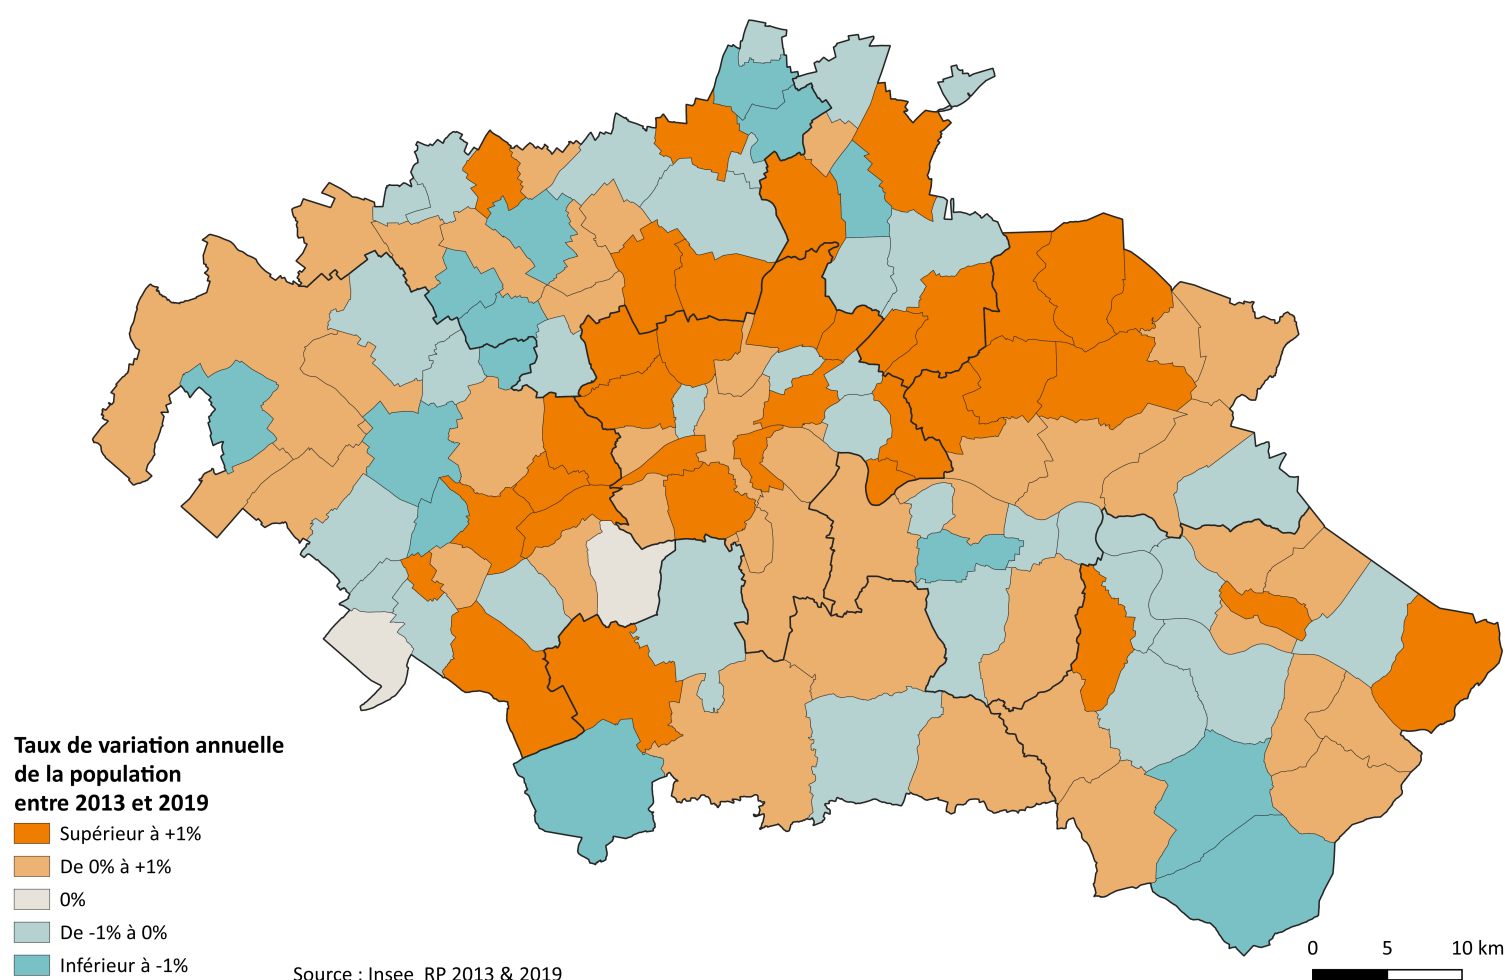 Taux de variation annuelle
de la population
entre 2013 et 2019
Supérieur à +1%
De 0% à +1%
0%
De -1% à 0%
Inférieur à -1%
Source : Insee RP 2013 & 2019
0 5 10 km